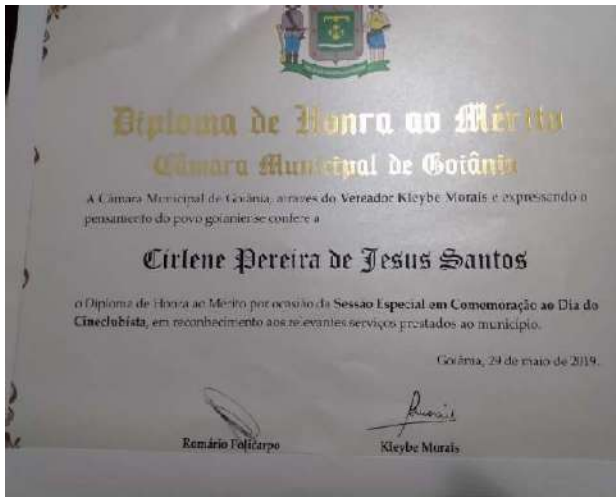 Diploma de Honra ao Mérito
Câmara Municipal de Goiânia
A Câmara Municipal de Goiânia, através do Vereador Kleybe Morais e expressando o
pensamento do povo goianiense confere a
Cirlene Pereira de Jesus Santos
o Diploma de Honra ao Mérito por ocasião da Sessão Especial em Comemoração ao Dia do
Cineclubista, em reconhecimento aos relevantes serviços prestados ao município.
Goiânia, 29 de maio de 2019.
Romário Policarpo
Kleybe Morais